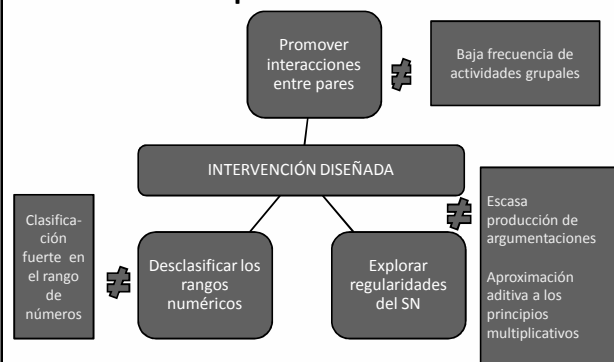 Promover
interacciones
entre pares
≠
Baja frecuencia de
actividades grupales
INTERVENCIÓN DISEÑADA
Clasifica-
ción
fuerte en
el rango
de
números
≠
Desclasificar los
rangos
numéricos
Explorar
regularidades
del SN
≠
Escasa
producción de
argumentaciones
Aproximación
aditiva a los
principios
multiplicativos